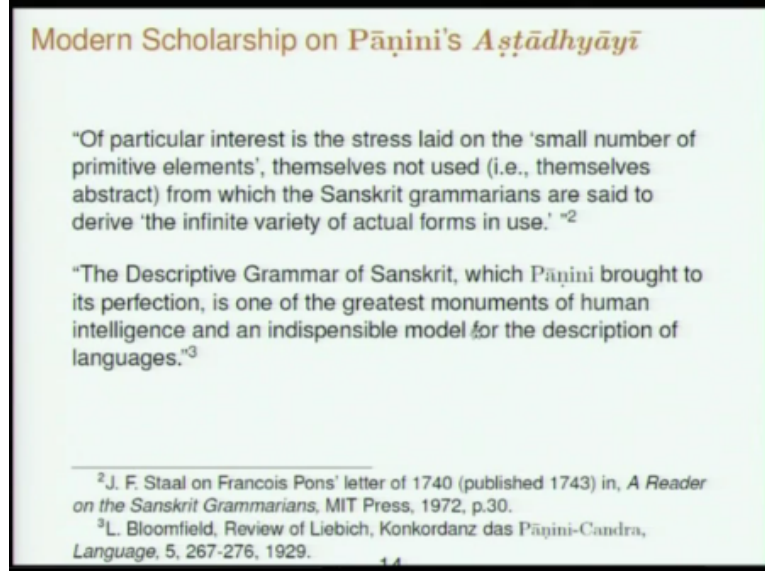 Modern Scholarship on Pāṇini's Aṣṭādhyāyī
“Of particular interest is the stress laid on the ‘small number of
primitive elements’, themselves not used (i.e., themselves
abstract) from which the Sanskrit grammarians are said to
derive ‘the infinite variety of actual forms in use.’ ”2
“The Descriptive Grammar of Sanskrit, which Pāṇini brought to
its perfection, is one of the greatest monuments of human
intelligence and an indispensible model for the description of
languages.”3
2J. F. Staal on Francois Pons’ letter of 1740 (published 1743) in, A Reader
on the Sanskrit Grammarians, MIT Press, 1972, p.30.
3L. Bloomfield, Review of Liebich, Konkordanz das Pāṇini-Candra,
Language, 5, 267-276, 1929.
14